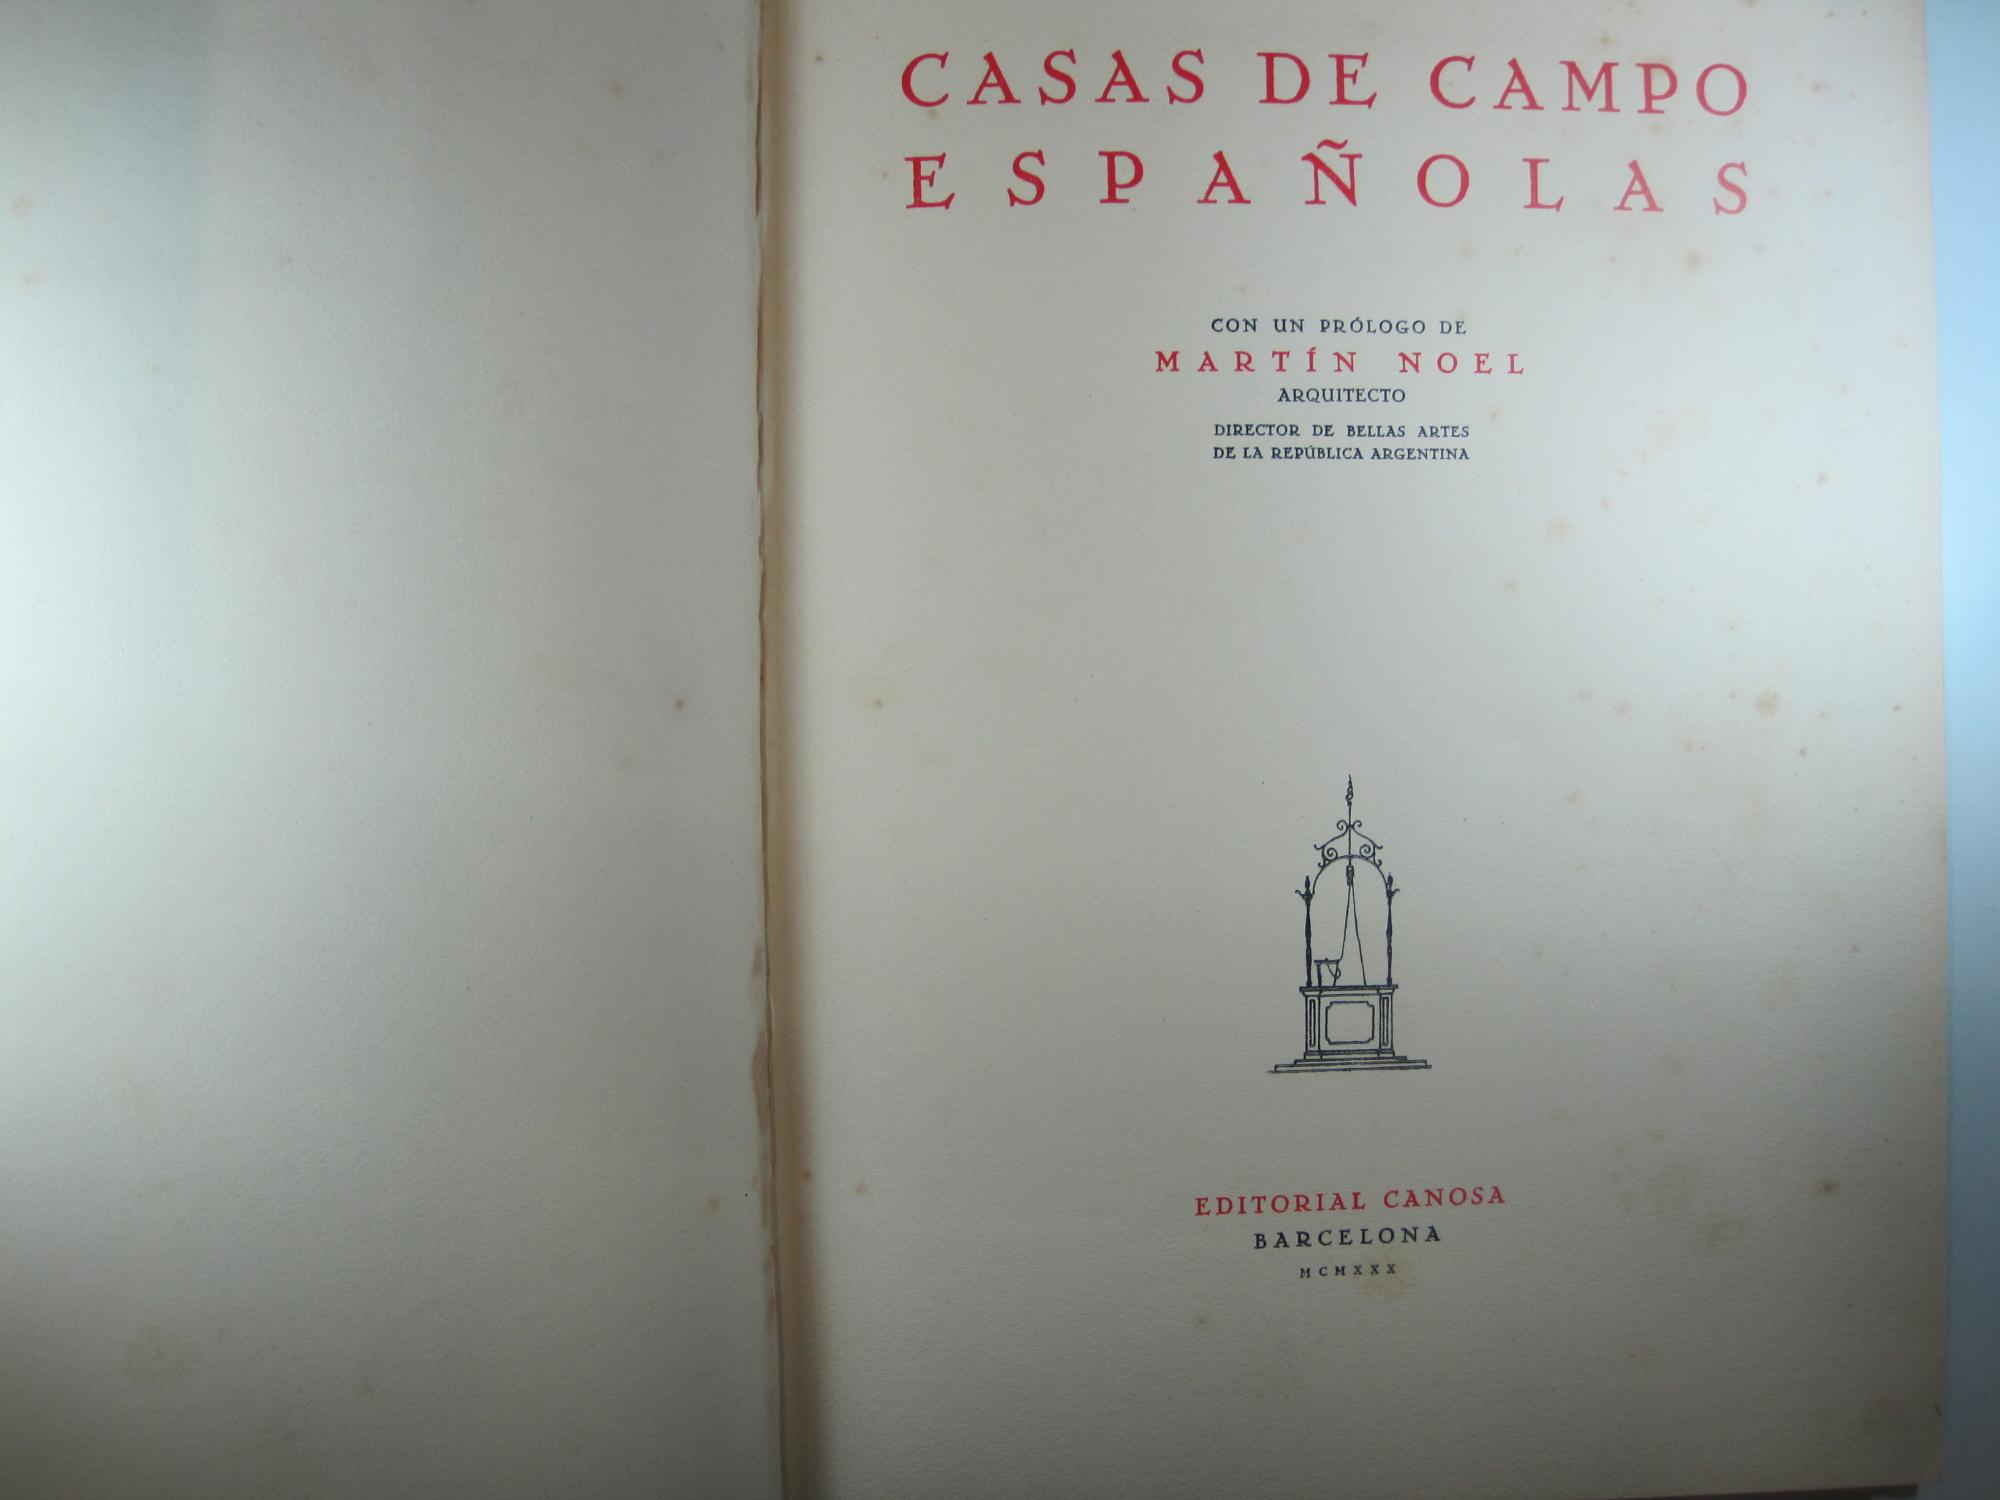 CASAS DE CAMPO
ESPAÑOLAS
CON UN PRÓLOGO DE
MARTÍN NOEL
ARQUITECTO
DIRECTOR DE BELLAS ARTES
DE LA REPÚBLICA ARGENTINA
EDITORIAL CANOSA
BARCELONA
MCMXXX